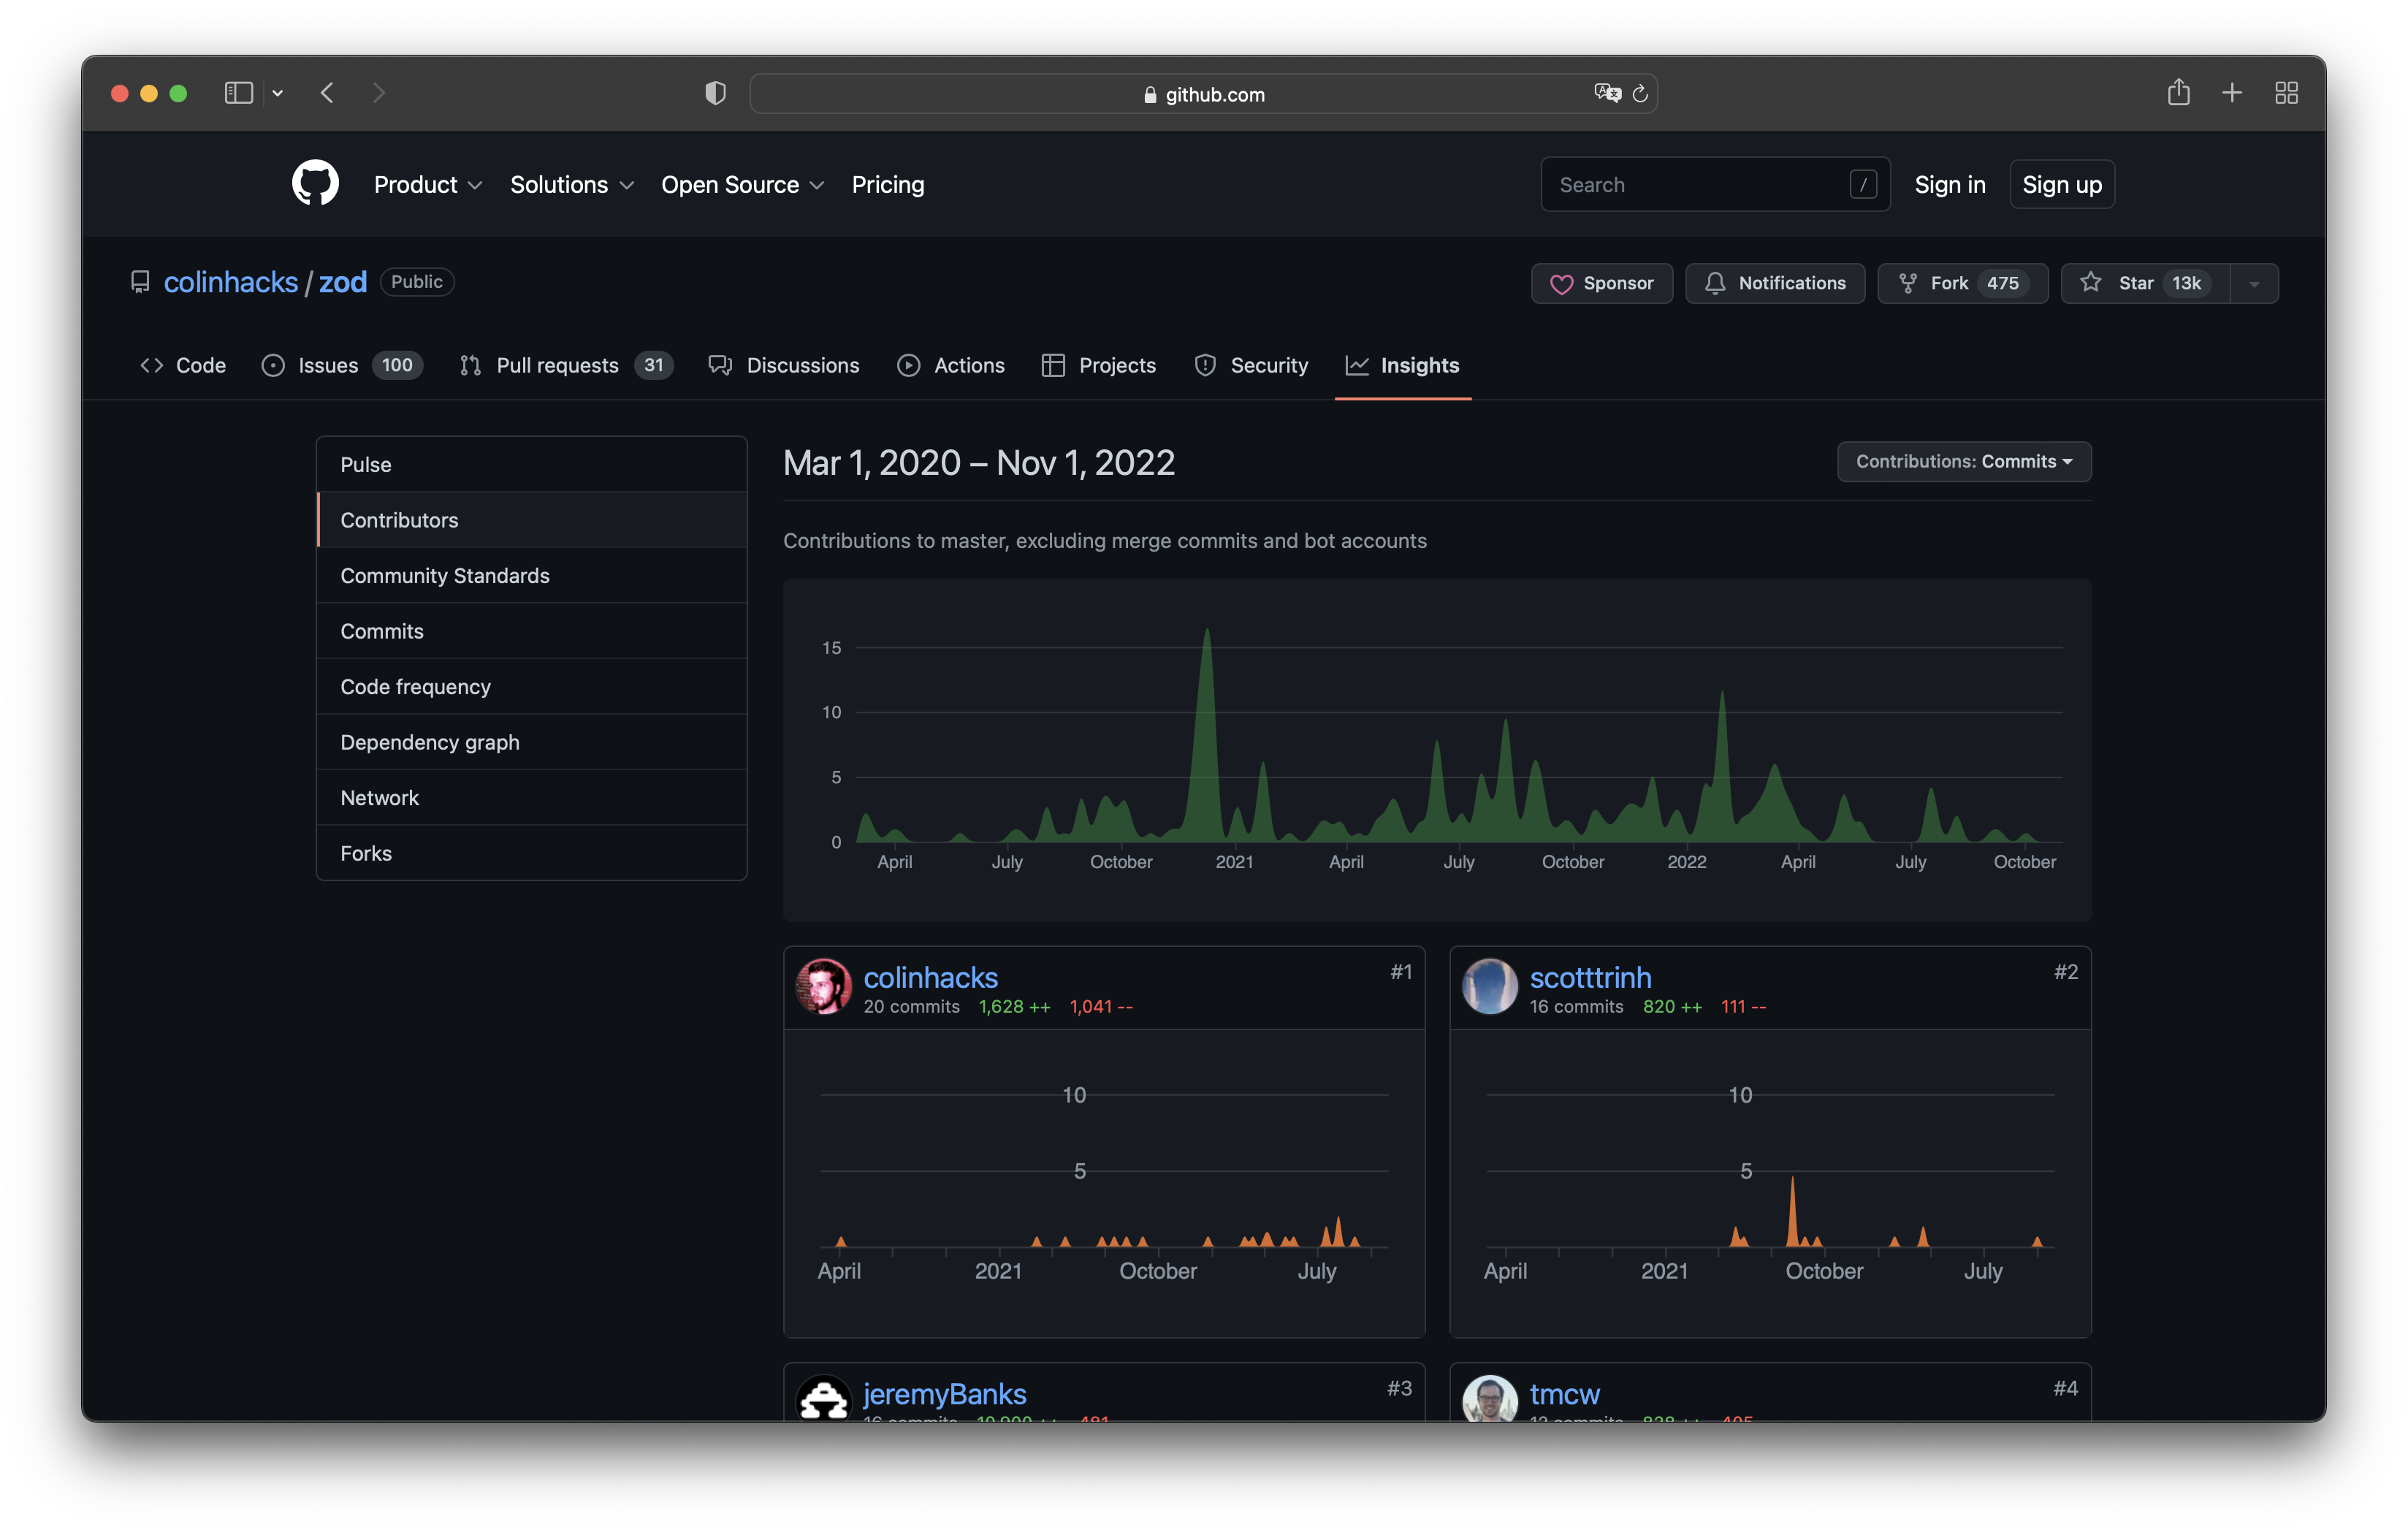 github.com
Product Solutions Open Source Pricing Search / Sign in Sign up
colinhacks / zod Public Sponsor Notifications Fork 475 Star 13k
Code Issues 100 Pull requests 31 Discussions Actions Projects Security Insights
Pulse
Contributors
Community Standards
Commits
Code frequency
Dependency graph
Network
Forks
Mar 1, 2020 – Nov 1, 2022 Contributions: Commits
Contributions to master, excluding merge commits and bot accounts
15
10
5
0
April July October 2021 April July October 2022 April July October
colinhacks #1
20 commits 1,628 ++ 1,041 --
10
5
April 2021 October July
scotttrinh #2
16 commits 820 ++ 111 --
10
5
April 2021 October July
jeremyBanks #3
16 commits
tmcw #4
commits